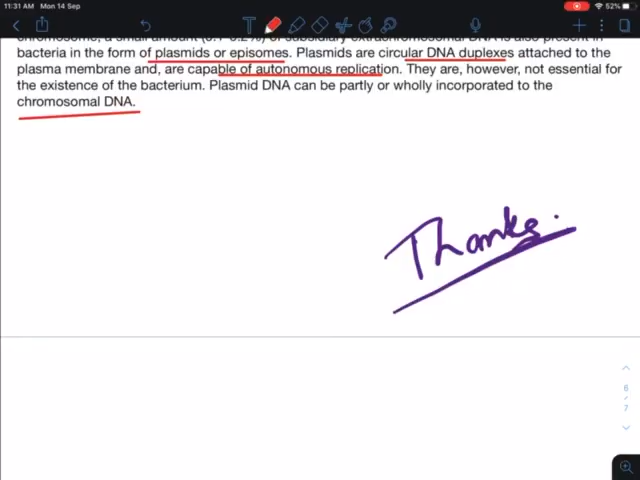 11:31 AM Mon 14 Sep
52%
bacteria in the form of plasmids or episomes. Plasmids are circular DNA duplexes attached to the
plasma membrane and, are capable of autonomous replication. They are, however, not essential for
the existence of the bacterium. Plasmid DNA can be partly or wholly incorporated to the
chromosomal DNA.
Thanks.
6
7